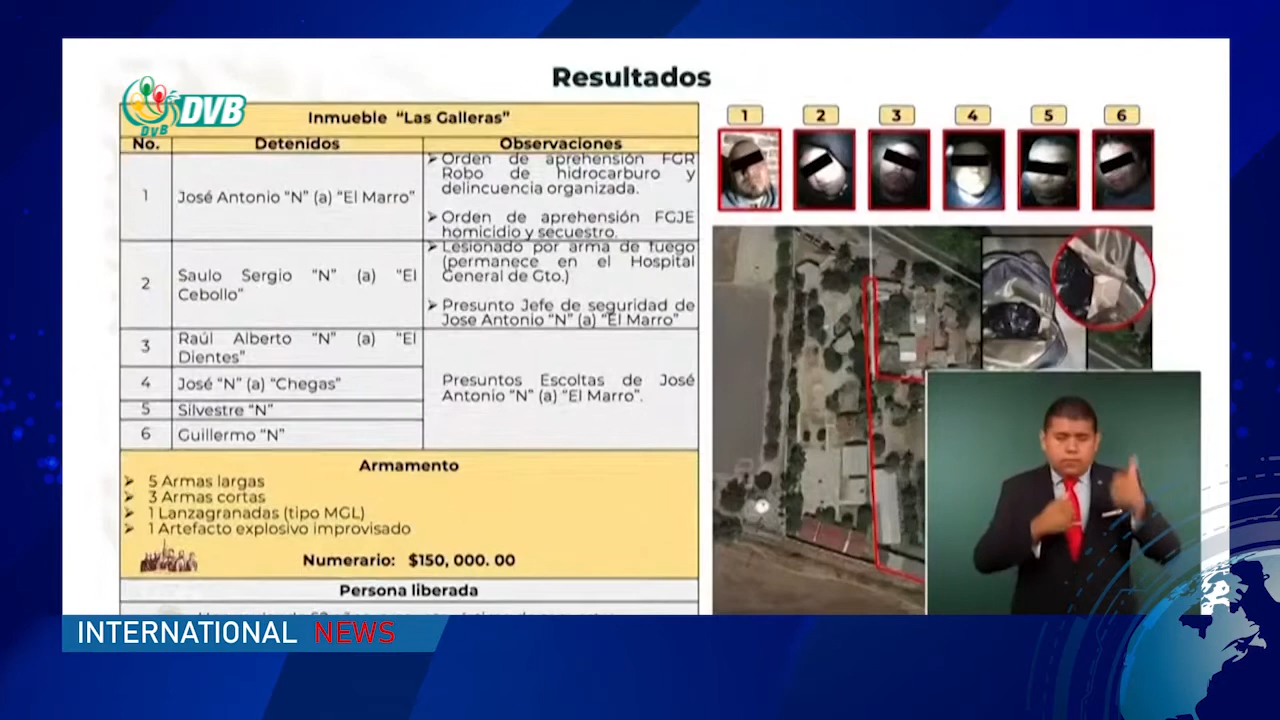 Resultados
DVB
DVB
Inmueble "Las Galleras"
No.
Detenidos
Observaciones
1
José Antonio "N" (a) "El Marro"
➢ Orden de aprehensión FGR
Robo de hidrocarburo y
delincuencia organizada.
➢ Orden de aprehensión FGJE
homicidio y secuestro.
2
Saulo Sergio "N" (a) "El
Cebollo"
➢ Lesionado por arma de fuego
(permanece en el Hospital
General de Gto.)
➢ Presunto Jefe de seguridad de
Jose Antonio "N" (a) "El Marro"
3
Raúl Alberto "N" (a) "El
Dientes".
4
José "N" (a) "Chegas"
5
Silvestre "N"
6
Guillermo "N"
Presuntos Escoltas de José
Antonio "N" (a) "El Marro".
Armamento
➢ 5 Armas largas
➢ 3 Armas cortas
➢ 1 Lanzagranadas (tipo MGL)
➢ 1 Artefacto explosivo improvisado
Numerario: $150, 000. 00
Persona liberada
1
2
3
4
5
6
INTERNATIONAL NEWS